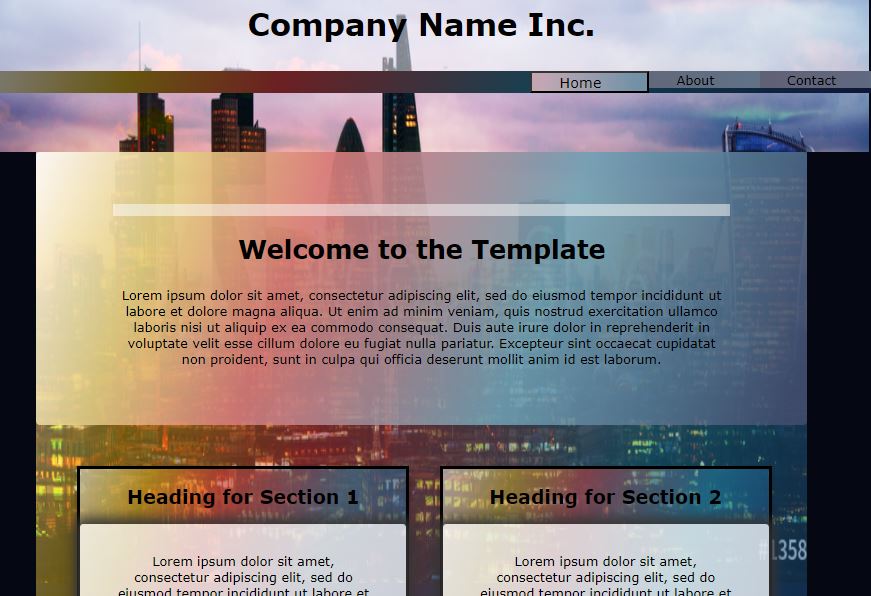 Company Name Inc.
Home About Contact
Welcome to the Template
Lorem ipsum dolor sit amet, consectetur adipiscing elit, sed do eiusmod tempor incididunt ut
labore et dolore magna aliqua. Ut enim ad minim veniam, quis nostrud exercitation ullamco
laboris nisi ut aliquip ex ea commodo consequat. Duis aute irure dolor in reprehenderit in
voluptate velit esse cillum dolore eu fugiat nulla pariatur. Excepteur sint occaecat cupidatat
non proident, sunt in culpa qui officia deserunt mollit anim id est laborum.
Heading for Section 1
Lorem ipsum dolor sit amet,
consectetur adipiscing elit, sed do
eiusmod tempor incididunt ut labore et
Heading for Section 2
Lorem ipsum dolor sit amet,
consectetur adipiscing elit, sed do
eiusmod tempor incididunt ut labore et
#1358